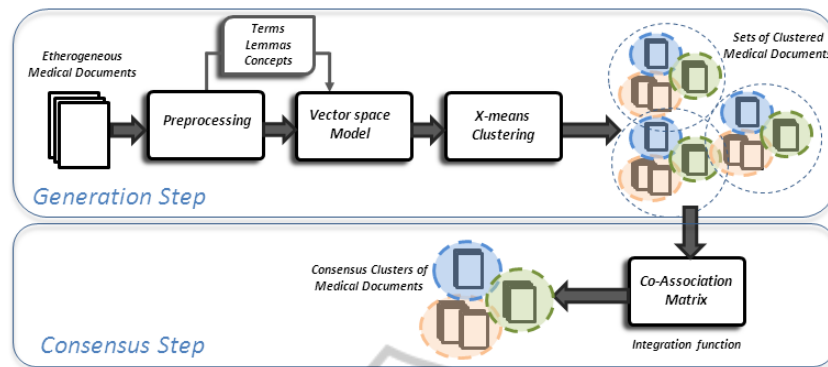 Etherogeneous
Medical Documents
Terms
Lemmas
Concepts
Sets of Clustered
Medical Documents
Preprocessing
Vector space
Model
X-means
Clustering
Generation Step
Consensus Clusters of
Medical Documents
Co-Association
Matrix
Integration function
Consensus Step